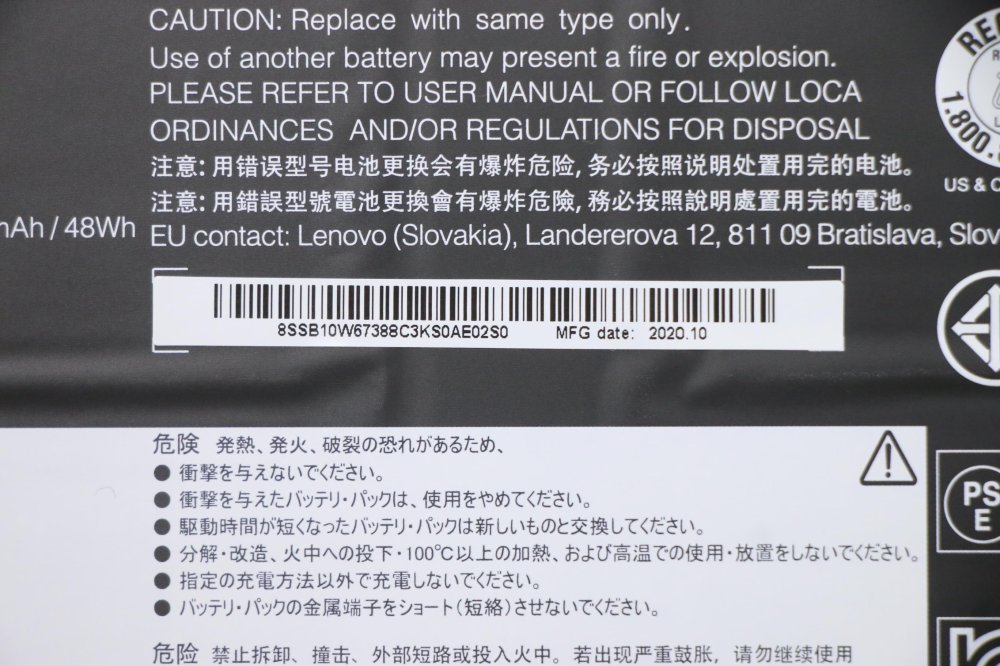 CAUTION: Replace with same type only.
Use of another battery may present a fire or explosion.
PLEASE REFER TO USER MANUAL OR FOLLOW LOCA
ORDINANCES AND/OR REGULATIONS FOR DISPOSAL
注意: 用错误型号电池更换会有爆炸危险, 务必按照说明处置用完的电池。
注意: 用錯誤型號電池更換會有爆炸危險, 務必按照說明處置用完的電池。
mAh / 48Wh
EU contact: Lenovo (Slovakia), Landererova 12, 811 09 Bratislava, Slov
1.800.
US & C
8SSB10W67388C3KS0AE02S0 MFG date: 2020.10
危険 発熱、発火、破裂の恐れがあるため、
● 衝撃を与えないでください。
● 衝撃を与えたバッテリ・パックは、使用をやめてください。
● 駆動時間が短くなったバッテリ・パックは新しいものと交換してください。
● 分解・改造、火中への投下・100℃以上の加熱、および高温での使用・放置をしないでください。
● 指定の充電方法以外で充電しないでください。
● バッテリ・パックの金属端子をショート(短絡)させないでください。
PS
E
危险 禁止拆卸、撞击、外部短路或投入火中。若出现严重鼓胀，请勿继续使用